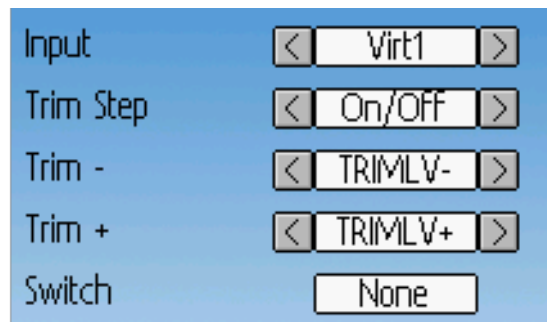 Input < Virt1 >
Trim Step < On/Off >
Trim - < TRIMLV- >
Trim + < TRIMLV+ >
Switch None